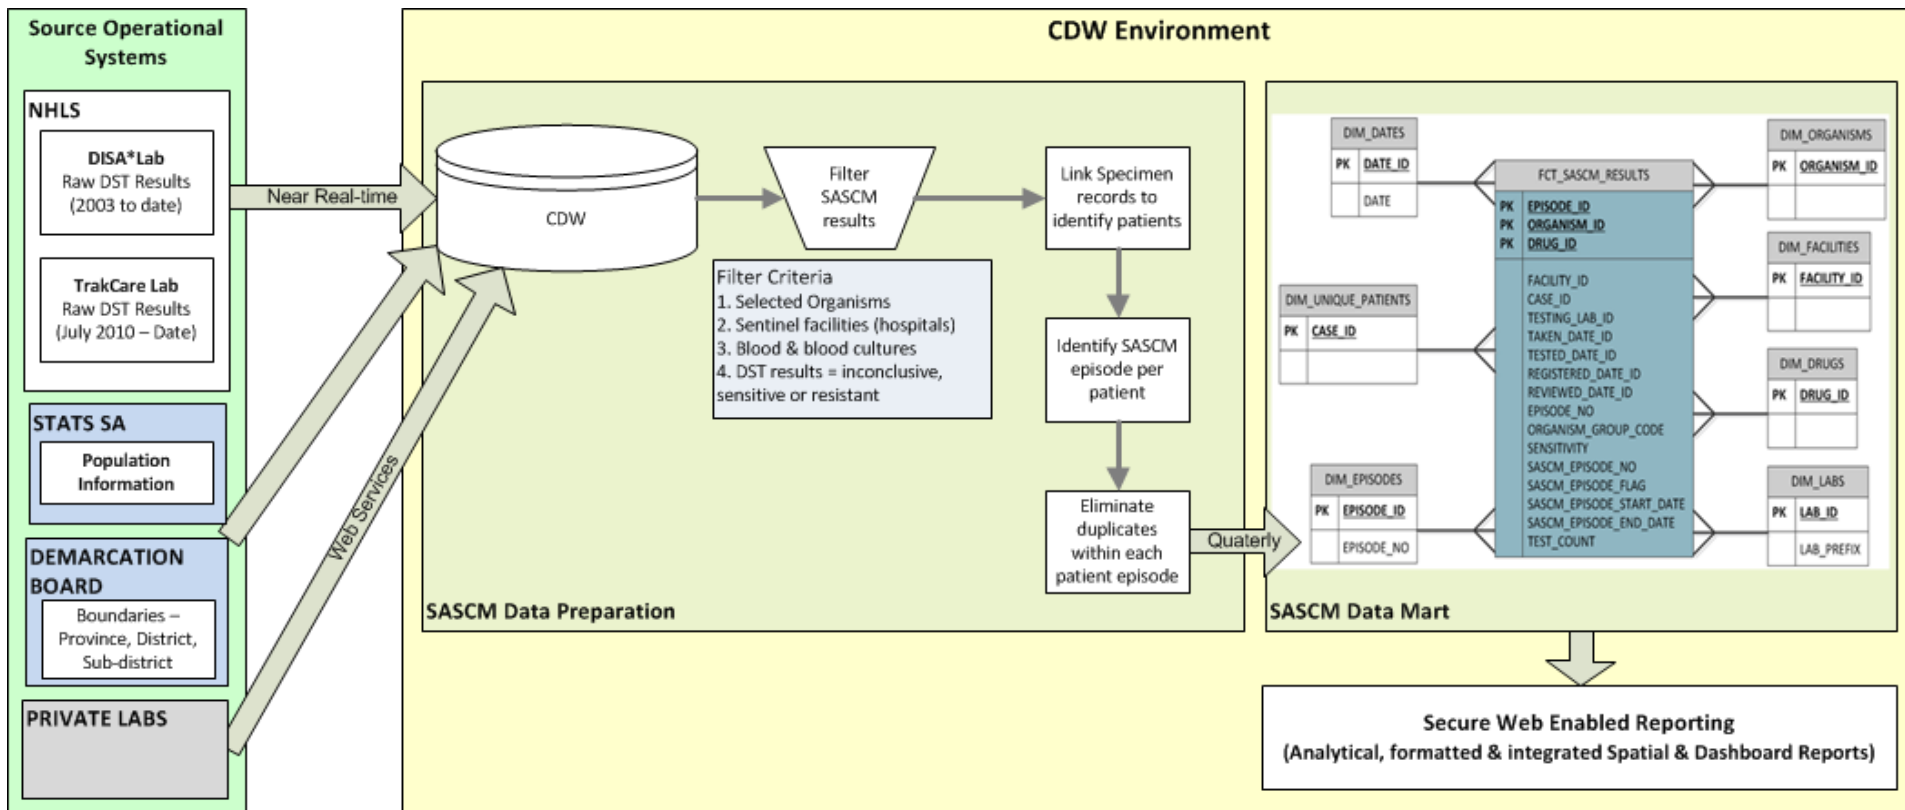 Source Operational
Systems
NHLS
DISA*Lab
Raw DST Results
(2003 to date)
TrakCare Lab
Raw DST Results
(July 2010 – Date)
STATS SA
Population
Information
DEMARCATION
BOARD
Boundaries –
Province, District,
Sub-district
PRIVATE LABS
Near Real-time
Web Services
CDW Environment
CDW
Filter
SASCM
results
Filter Criteria
1. Selected Organisms
2. Sentinel facilities (hospitals)
3. Blood & blood cultures
4. DST results = inconclusive,
sensitive or resistant
Link Specimen
records to
identify patients
Identify SASCM
episode per
patient
Eliminate
duplicates
within each
patient episode
SASCM Data Preparation
Quaterly
DIM_DATES
PK DATE_ID
DATE
DIM_UNIQUE_PATIENTS
PK CASE_ID
DIM_EPISODES
PK EPISODE_ID
EPISODE_NO
FCT_SASCM_RESULTS
PK EPISODE_ID
PK ORGANISM_ID
PK DRUG_ID
FACILITY_ID
CASE_ID
TESTING_LAB_ID
TAKEN_DATE_ID
TESTED_DATE_ID
REGISTERED_DATE_ID
REVIEWED_DATE_ID
EPISODE_NO
ORGANISM_GROUP_CODE
SENSITIVITY
SASCM_EPISODE_NO
SASCM_EPISODE_FLAG
SASCM_EPISODE_START_DATE
SASCM_EPISODE_END_DATE
TEST_COUNT
DIM_ORGANISMS
PK ORGANISM_ID
DIM_FACILITIES
PK FACILITY_ID
DIM_DRUGS
PK DRUG_ID
DIM_LABS
PK LAB_ID
LAB_PREFIX
SASCM Data Mart
Secure Web Enabled Reporting
(Analytical, formatted & integrated Spatial & Dashboard Reports)